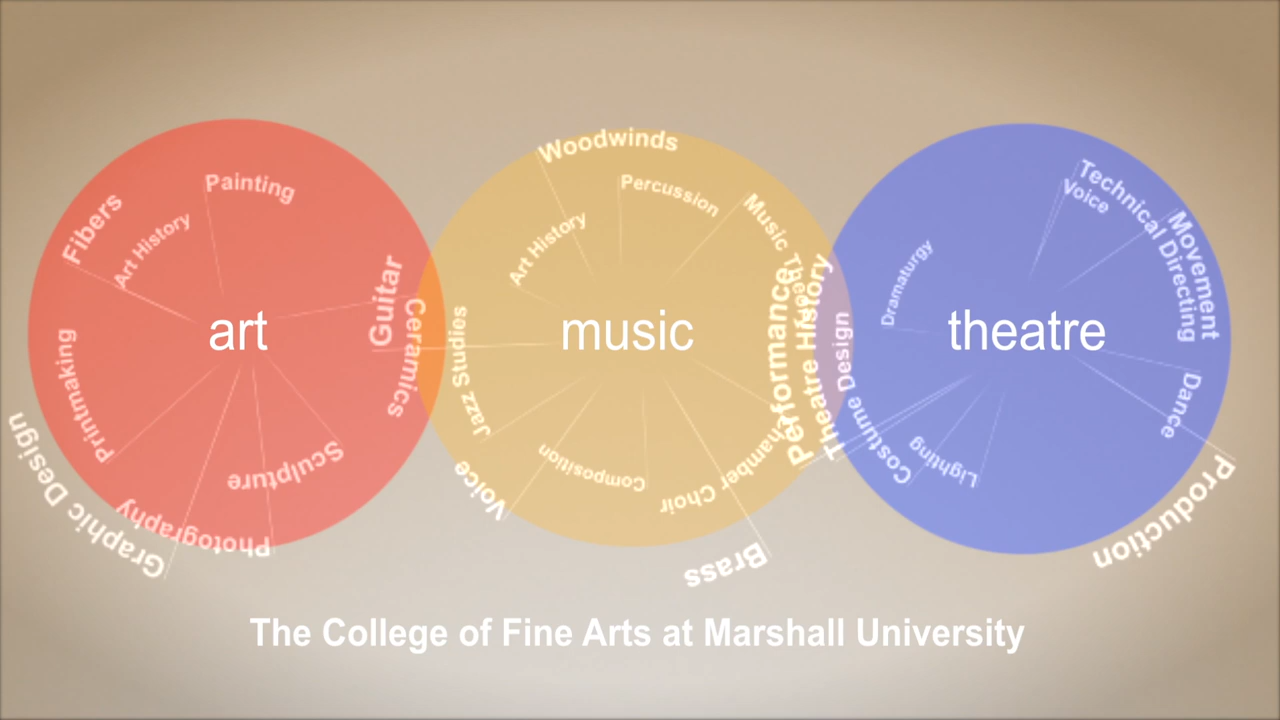 Painting
Fibers
Art History
Printmaking
Graphic Design
Photography
Sculpture
Ceramics
art
Woodwinds
Percussion
Art History
Music Theory
Guitar
Jazz Studies
Voice
Composition
Chamber Choir
Brass
Performance
music
Theatre History
Technical Directing
Voice
Movement
Dramaturgy
Costume Design
Lighting
Dance
Production
theatre
The College of Fine Arts at Marshall University